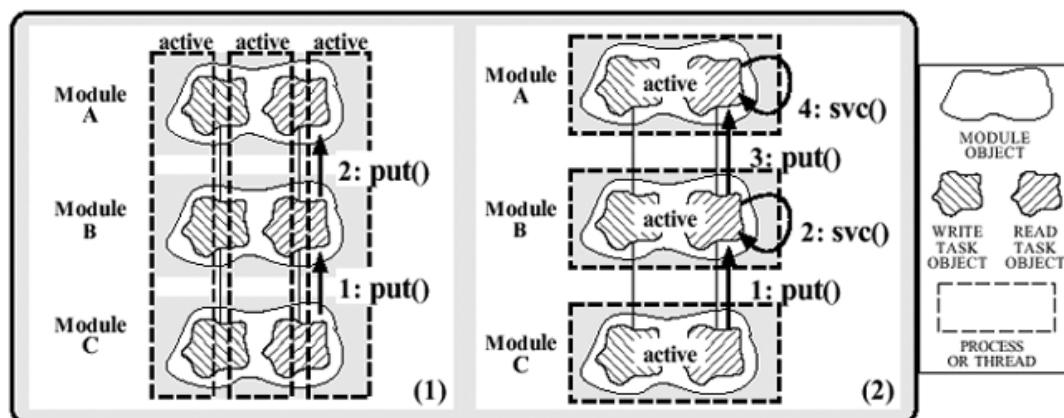 active active active
Module
A
2: put()
Module
B
1: put()
Module
C
(1)
Module
A
active
4: svc()
3: put()
Module
B
active
2: svc()
1: put()
Module
C
active
(2)
MODULE
OBJECT
WRITE
TASK
OBJECT
READ
TASK
OBJECT
PROCESS
OR THREAD